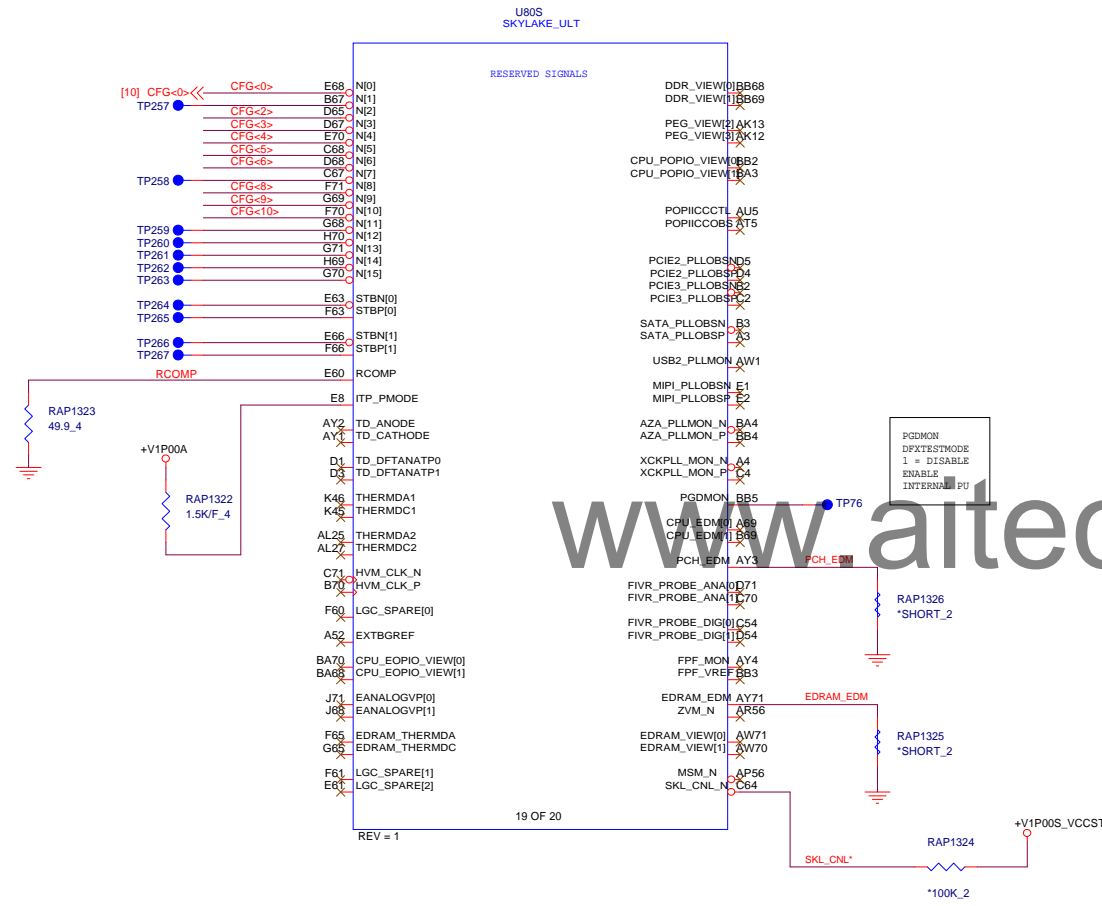 U80S
SKYLAKE_ULT
RESERVED SIGNALS
[10] CFG<0> CFG<0> E68 N[0]
TP257 B67 N[1]
CFG<2> D65 N[2]
CFG<3> D67 N[3]
CFG<4> E70 N[4]
CFG<5> C68 N[5]
CFG<6> D68 N[6]
TP258 C67 N[7]
CFG<8> F71 N[8]
CFG<9> G69 N[9]
CFG<10> F70 N[10]
TP259 G68 N[11]
TP260 H70 N[12]
TP261 G71 N[13]
TP262 H69 N[14]
TP263 G70 N[15]
TP264 E63 STBN[0]
TP265 F63 STBP[0]
TP266 E66 STBN[1]
TP267 F66 STBP[1]
RCOMP E60 RCOMP
E8 ITP_PMODE
RAP1323
49.9_4
+V1P00A
RAP1322
1.5K/F_4
AY2 TD_ANODE
AY1 TD_CATHODE
D1 TD_DFTANATP0
D3 TD_DFTANATP1
K46 THERMDA1
K45 THERMDC1
AL25 THERMDA2
AL27 THERMDC2
C71 HVM_CLK_N
B70 HVM_CLK_P
F60 LGC_SPARE[0]
A52 EXTBGREF
BA70 CPU_EOPIO_VIEW[0]
BA68 CPU_EOPIO_VIEW[1]
J71 EANALOGVP[0]
J68 EANALOGVP[1]
F65 EDRAM_THERMDA
G65 EDRAM_THERMDC
F61 LGC_SPARE[1]
E61 LGC_SPARE[2]
DDR_VIEW[0] BB68
DDR_VIEW[1] BB69
PEG_VIEW[2] AK13
PEG_VIEW[3] AK12
CPU_POPIO_VIEW[0] BB2
CPU_POPIO_VIEW[1] BA3
POPIICCCTL AU5
POPIICCOBS AT5
PCIE2_PLLOBSN D5
PCIE2_PLLOBSP D4
PCIE3_PLLOBSN B2
PCIE3_PLLOBSP C2
SATA_PLLOBSN B3
SATA_PLLOBSP A3
USB2_PLLMON AW1
MIPI_PLLOBSN E1
MIPI_PLLOBSP E2
AZA_PLLMON_N BA4
AZA_PLLMON_P BB4
XCKPLL_MON_N A4
XCKPLL_MON_P C4
PGDMON BB5 TP76
CPU_EDM[0] A69
CPU_EDM[1] B69
PCH_EDM AY3 PCH_EDM
FIVR_PROBE_ANA[0] D71
FIVR_PROBE_ANA[1] C70
FIVR_PROBE_DIG[0] C54
FIVR_PROBE_DIG[1] D54
FPF_MON AY4
FPF_VREF BB3
EDRAM_EDM AY71 EDRAM_EDM
ZVM_N AR56
EDRAM_VIEW[0] AW71
EDRAM_VIEW[1] AW70
MSM_N AP56
SKL_CNL_N C64
PGDMON
DFXTESTMODE
1 = DISABLE
ENABLE
INTERNAL PU
www.aitec
RAP1326
*SHORT_2
RAP1325
*SHORT_2
19 OF 20
REV = 1
+V1P00S_VCCST
RAP1324
SKL_CNL*
*100K_2